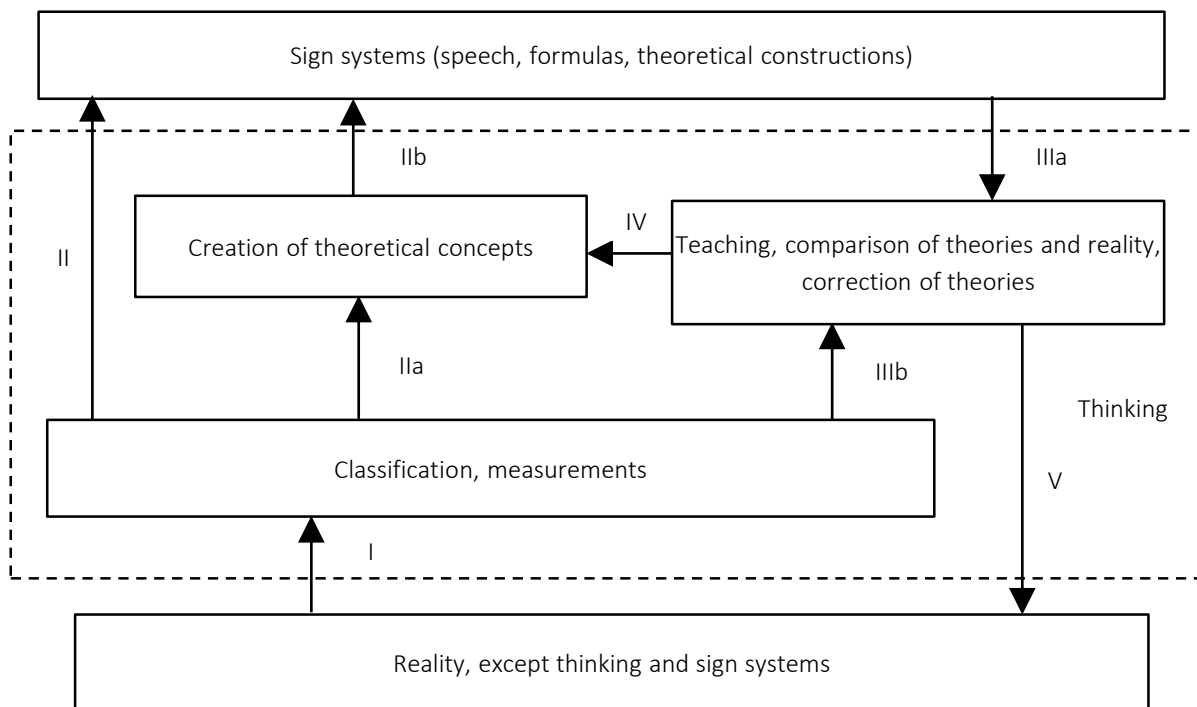 Sign systems (speech, formulas, theoretical constructions)
IIb
IIIa
IV
Creation of theoretical concepts
Teaching, comparison of theories and reality,
correction of theories
II
IIa
IIIb
Thinking
Classification, measurements
V
I
Reality, except thinking and sign systems